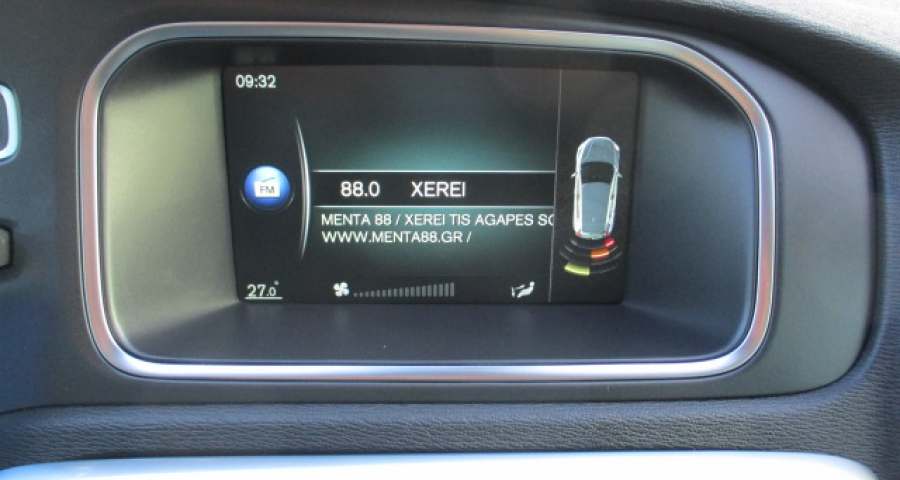 09:32
FM
88.0 XEREI
MENTA 88 / XEREI TIS AGAPES
WWW.MENTA88.GR /
27.0°